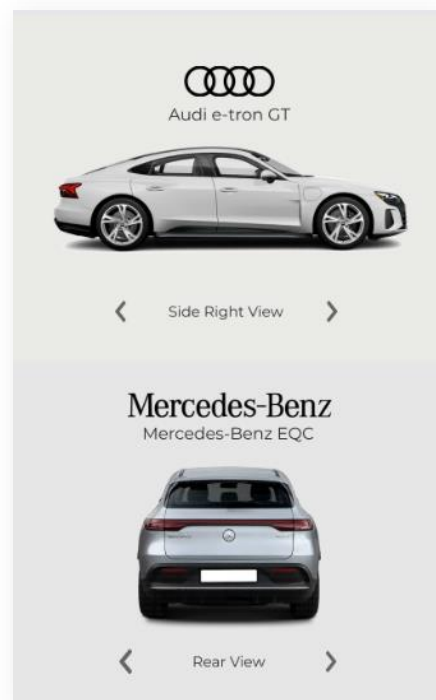 Audi e-tron GT
Side Right View
Mercedes-Benz
Mercedes-Benz EQC
Rear View